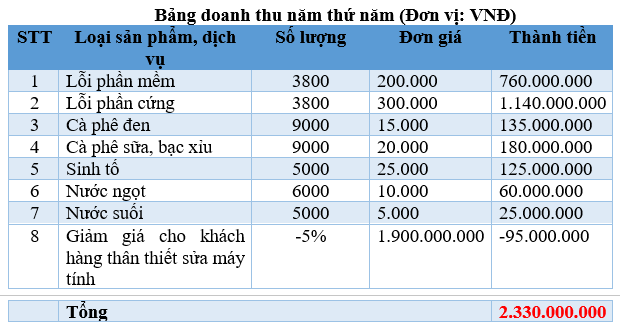 Bảng doanh thu năm thứ năm (Đơn vị: VNĐ)
STT Loại sản phẩm, dịch vụ Số lượng Đơn giá Thành tiền
1 Lỗi phần mềm 3800 200.000 760.000.000
2 Lỗi phần cứng 3800 300.000 1.140.000.000
3 Cà phê đen 9000 15.000 135.000.000
4 Cà phê sữa, bạc xỉu 9000 20.000 180.000.000
5 Sinh tố 5000 25.000 125.000.000
6 Nước ngọt 6000 10.000 60.000.000
7 Nước suối 5000 5.000 25.000.000
8 Giảm giá cho khách -5% 1.900.000.000 -95.000.000
hàng thân thiết sửa máy
tính
Tổng 2.330.000.000